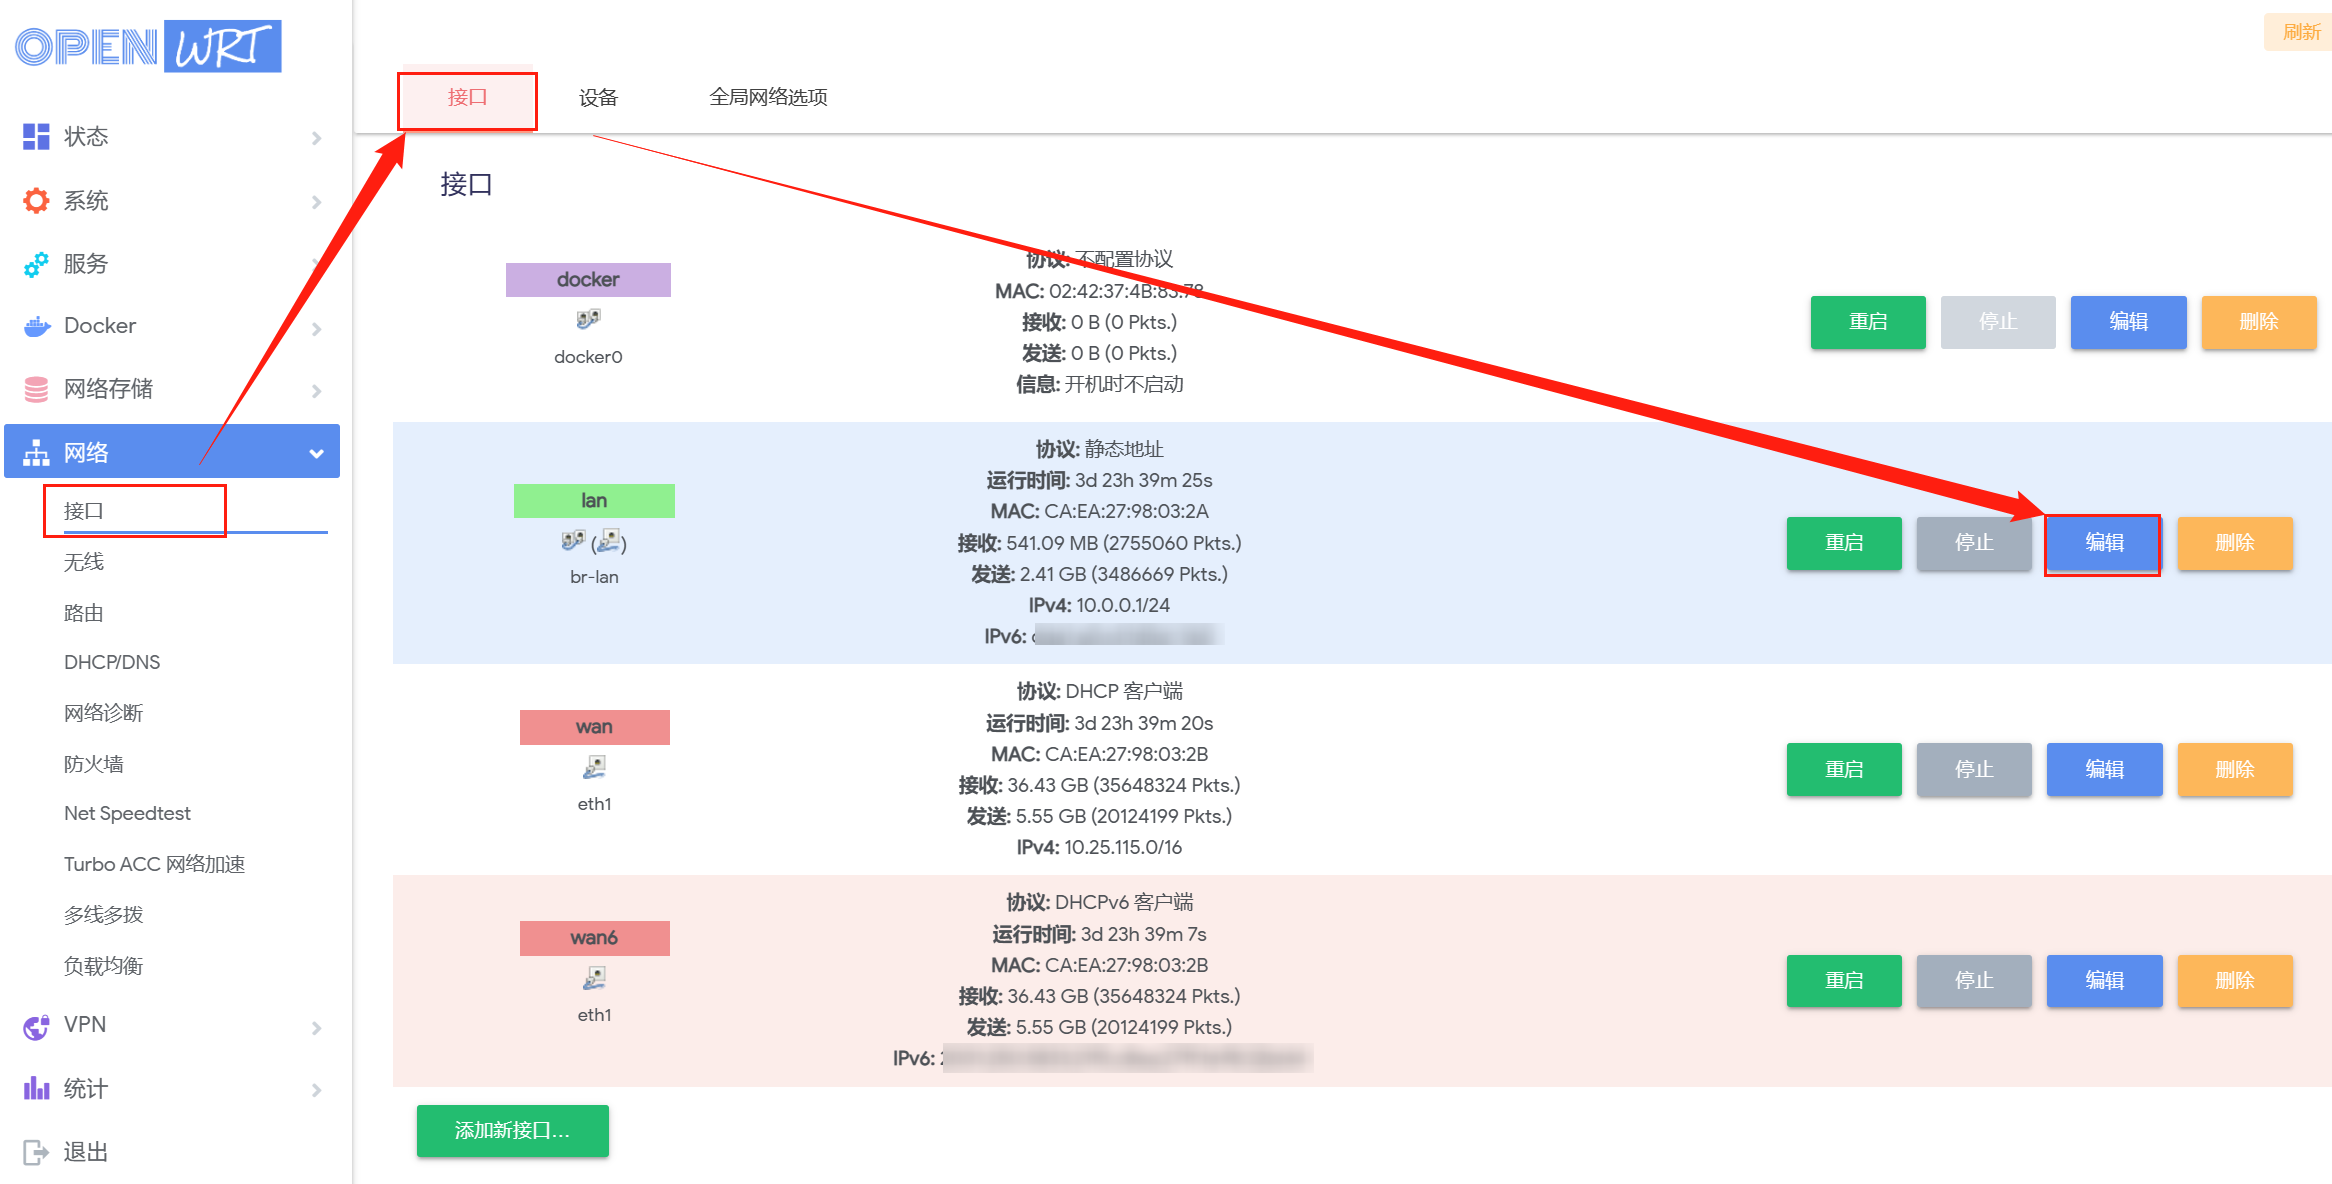 OPENWRT
刷新
接口
设备
全局网络选项
状态
系统
服务
Docker
网络存储
网络
接口
无线
路由
DHCP/DNS
网络诊断
防火墙
Net Speedtest
Turbo ACC 网络加速
多线多拨
负载均衡
VPN
统计
退出
接口
docker
docker0
协议: 不配置协议
MAC: 02:42:37:4B:83:78
接收: 0 B (0 Pkts.)
发送: 0 B (0 Pkts.)
信息: 开机时不启动
重启 停止 编辑 删除
lan
( )
br-lan
协议: 静态地址
运行时间: 3d 23h 39m 25s
MAC: CA:EA:27:98:03:2A
接收: 541.09 MB (2755060 Pkts.)
发送: 2.41 GB (3486669 Pkts.)
IPv4: 10.0.0.1/24
IPv6:
重启 停止 编辑 删除
wan
eth1
协议: DHCP 客户端
运行时间: 3d 23h 39m 20s
MAC: CA:EA:27:98:03:2B
接收: 36.43 GB (35648324 Pkts.)
发送: 5.55 GB (20124199 Pkts.)
IPv4: 10.25.115.0/16
重启 停止 编辑 删除
wan6
eth1
协议: DHCPv6 客户端
运行时间: 3d 23h 39m 7s
MAC: CA:EA:27:98:03:2B
接收: 36.43 GB (35648324 Pkts.)
发送: 5.55 GB (20124199 Pkts.)
IPv6:
重启 停止 编辑 删除
添加新接口...